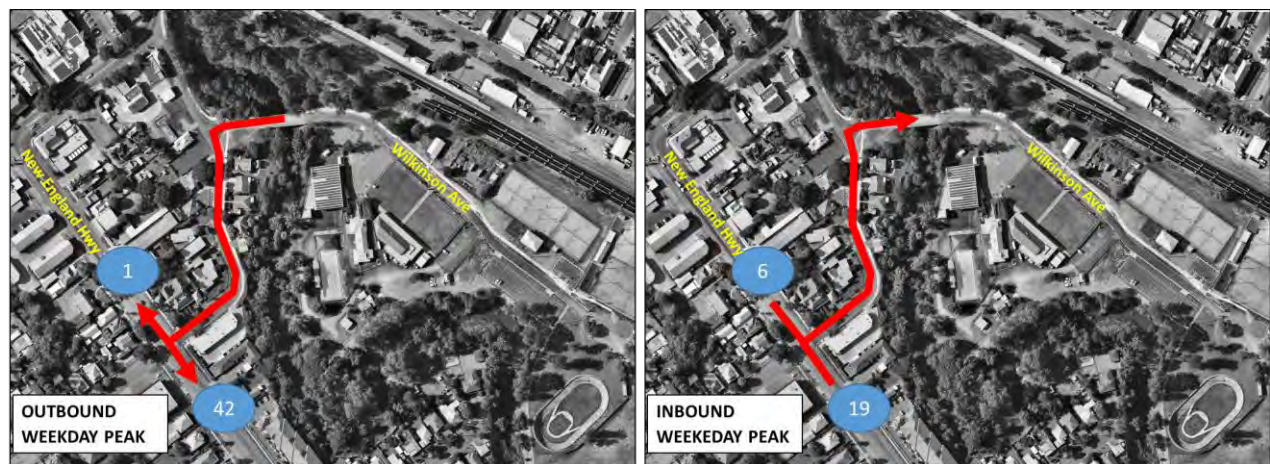 New England Hwy
Wilkinson Ave
1
42
OUTBOUND
WEEKDAY PEAK
New England Hwy
Wilkinson Ave
6
19
INBOUND
WEEKEDAY PEAK